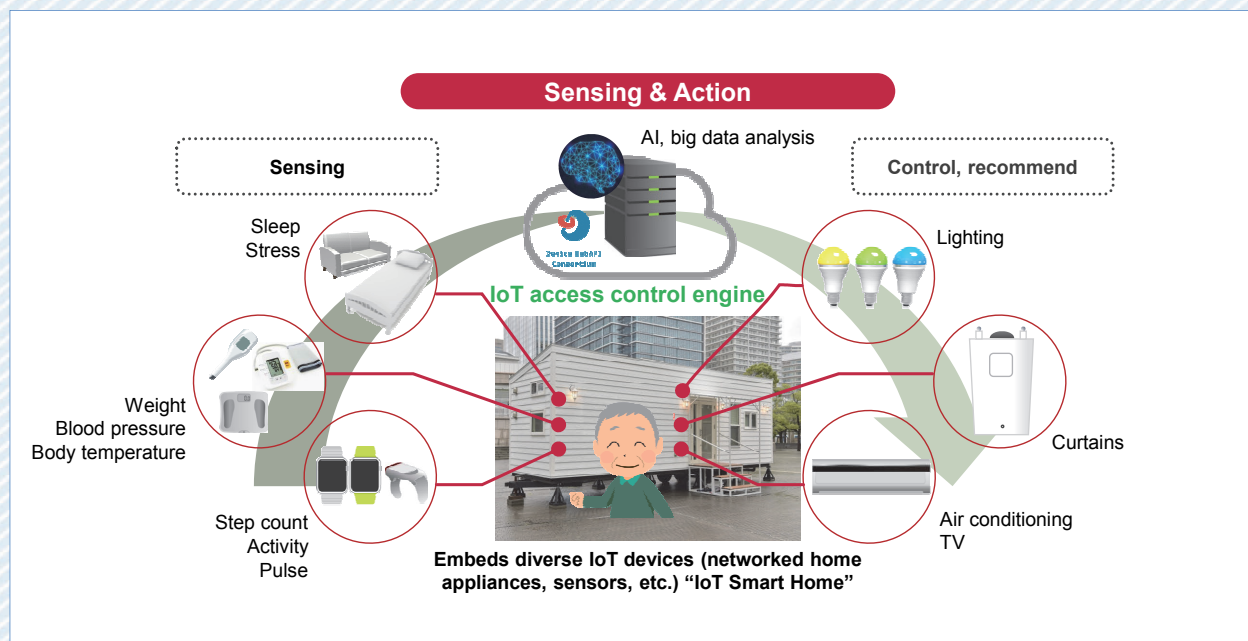 Sensing & Action
AI, big data analysis
Sensing
Control, recommend
Sleep
Stress
Lighting
Consortium
IoT access control engine
Weight
Blood pressure
Body temperature
Curtains
Step count
Activity
Pulse
Air conditioning
TV
Embeds diverse IoT devices (networked home
appliances, sensors, etc.) “IoT Smart Home”